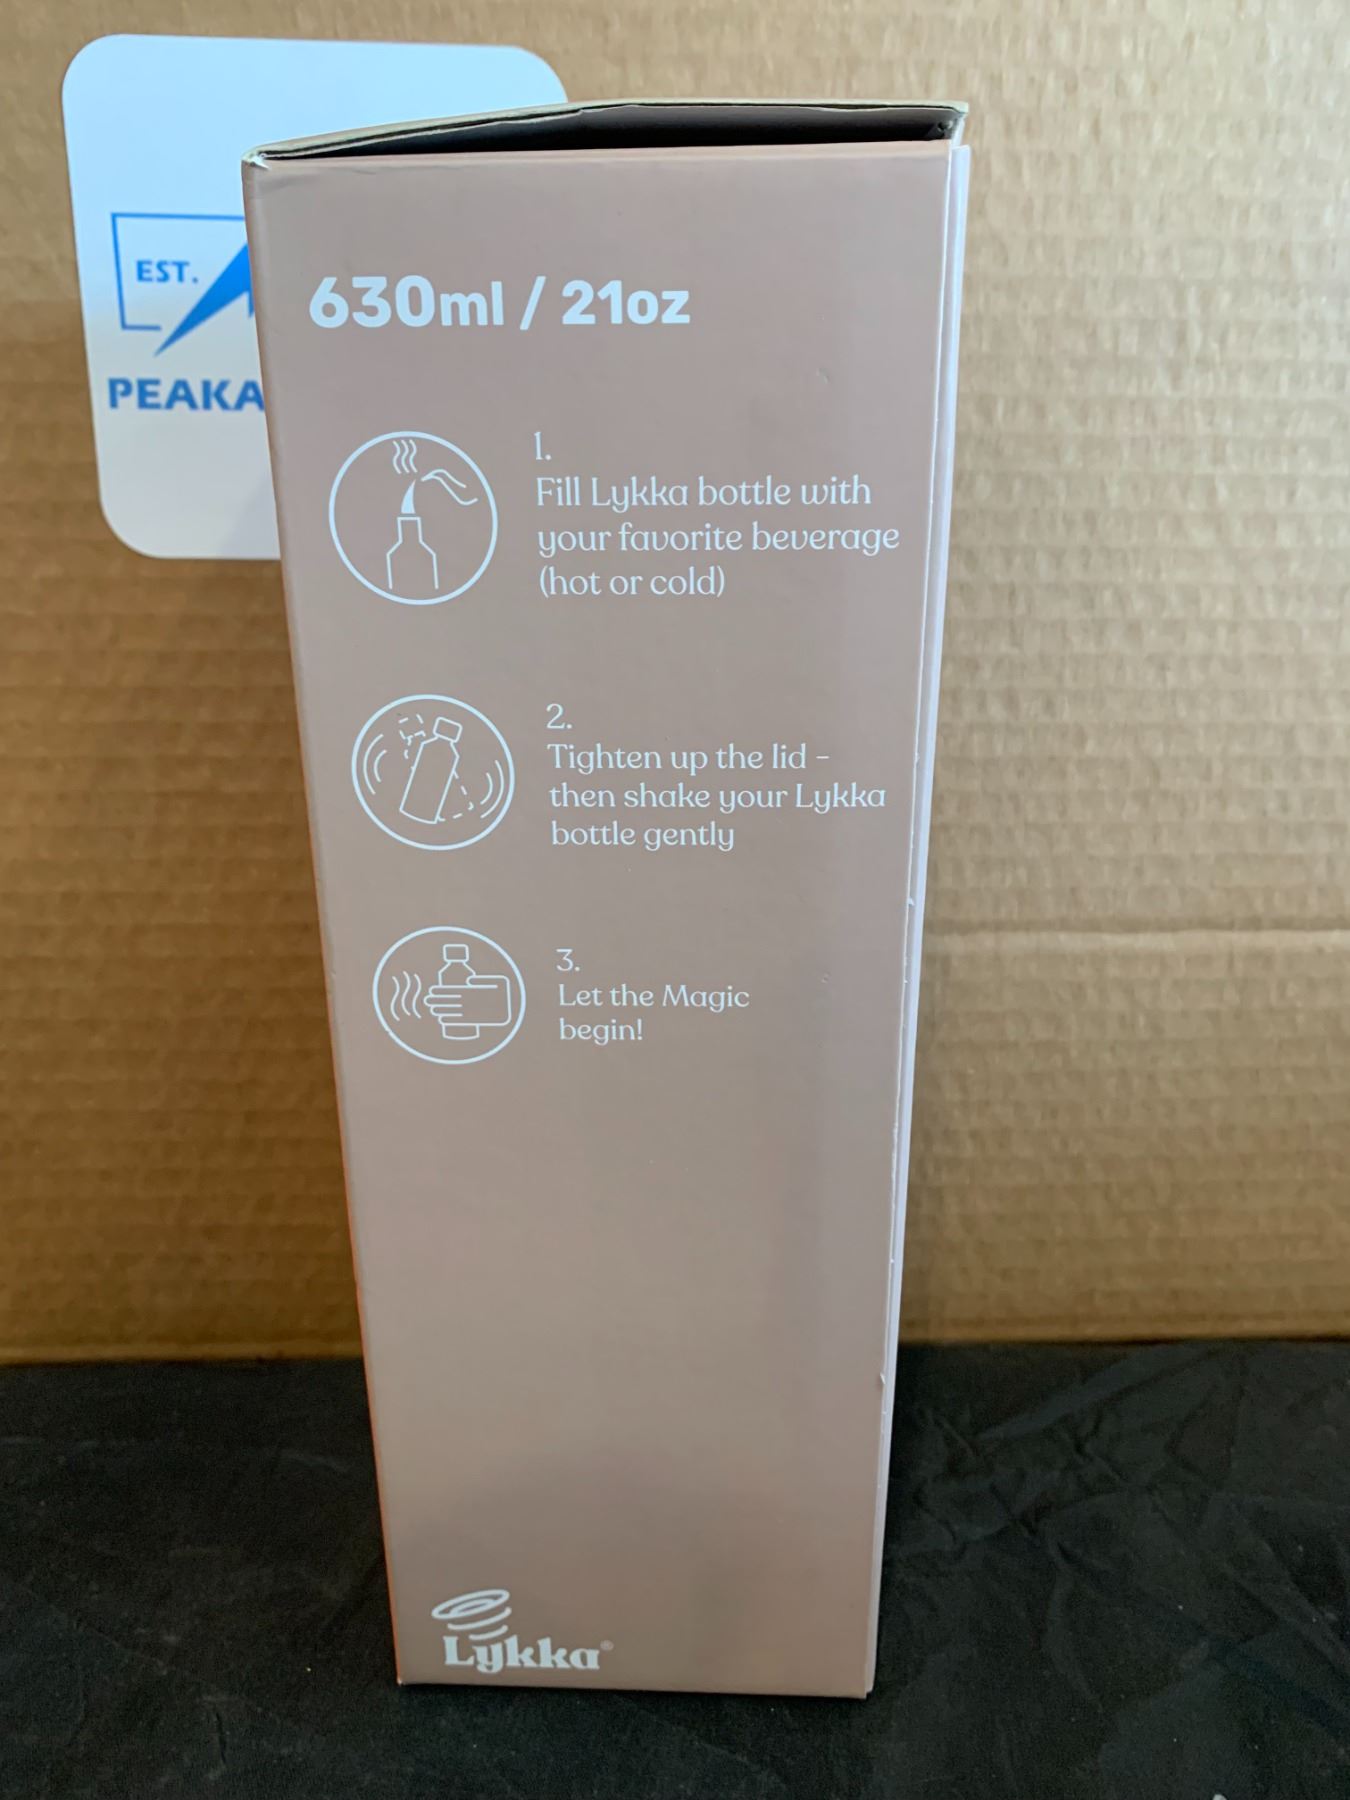 EST.
PEAKA
630ml / 21oz
1.
Fill Lykka bottle with
your favorite beverage
(hot or cold)
2.
Tighten up the lid -
then shake your Lykka
bottle gently
3.
Let the Magic
begin!
Lykka®